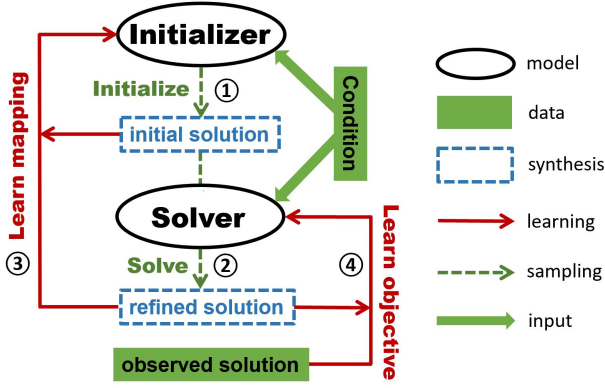 Initializer
Initialize ①
initial solution
Condition
Learn mapping
③
Solver
Solve ②
④
Learn objective
refined solution
observed solution
model
data
synthesis
learning
sampling
input